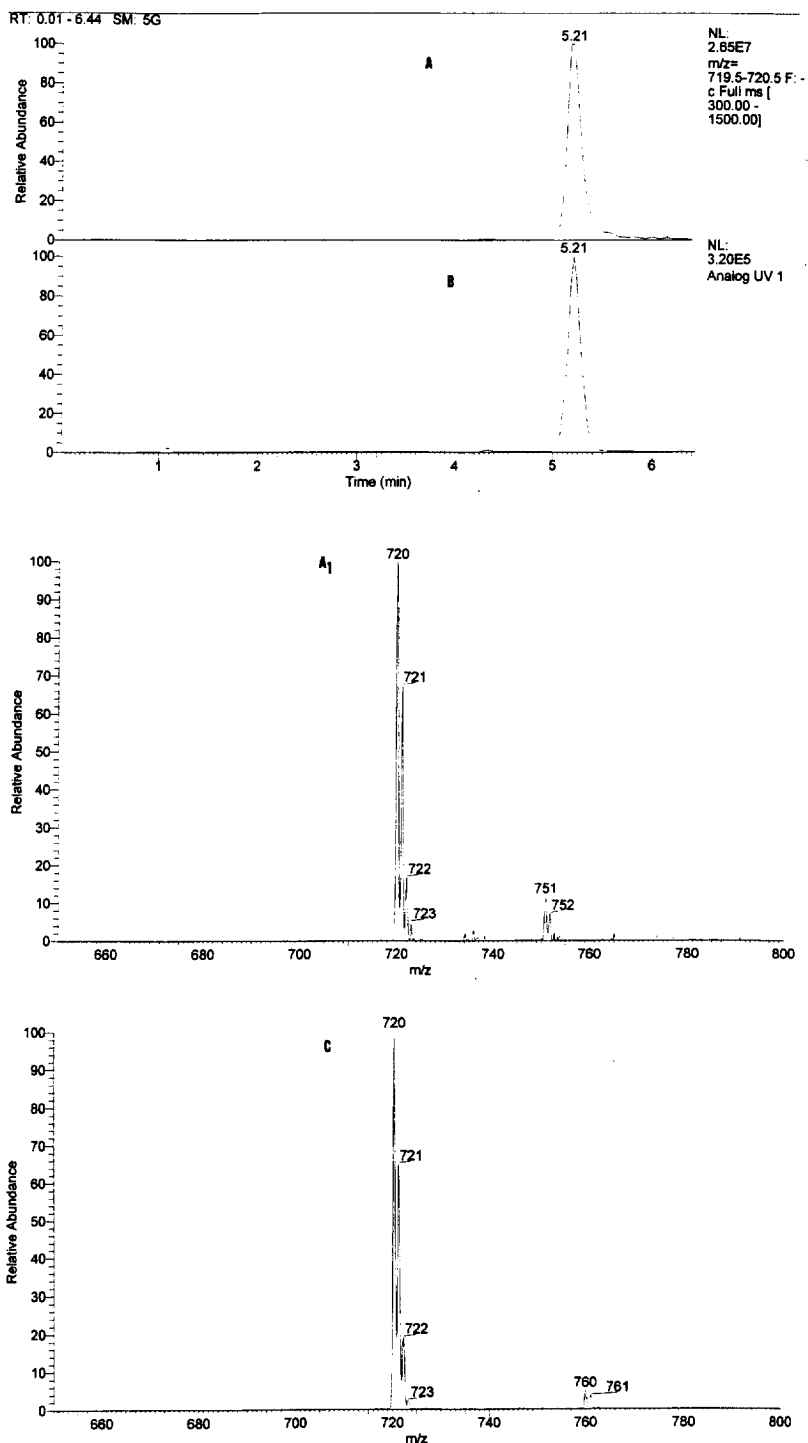 RT: 0.01 - 6.44 SM: 5G
NL:
2.65E7
m/z=
719.5-720.5 F: -
c Full ms [
300.00 -
1500.00]
A
5.21
100
80
60
40
20
0
Relative Abundance
NL:
3.20E5
Analog UV 1
B
5.21
100
80
60
40
20
0
Relative Abundance
1 2 3 4 5 6
Time (min)
A1
720
721
722
723
751
752
100
90
80
70
60
50
40
30
20
10
0
Relative Abundance
660 680 700 720 740 760 780 800
m/z
C
720
721
722
723
760
761
100
90
80
70
60
50
40
30
20
10
0
Relative Abundance
660 680 700 720 740 760 780 800
m/z